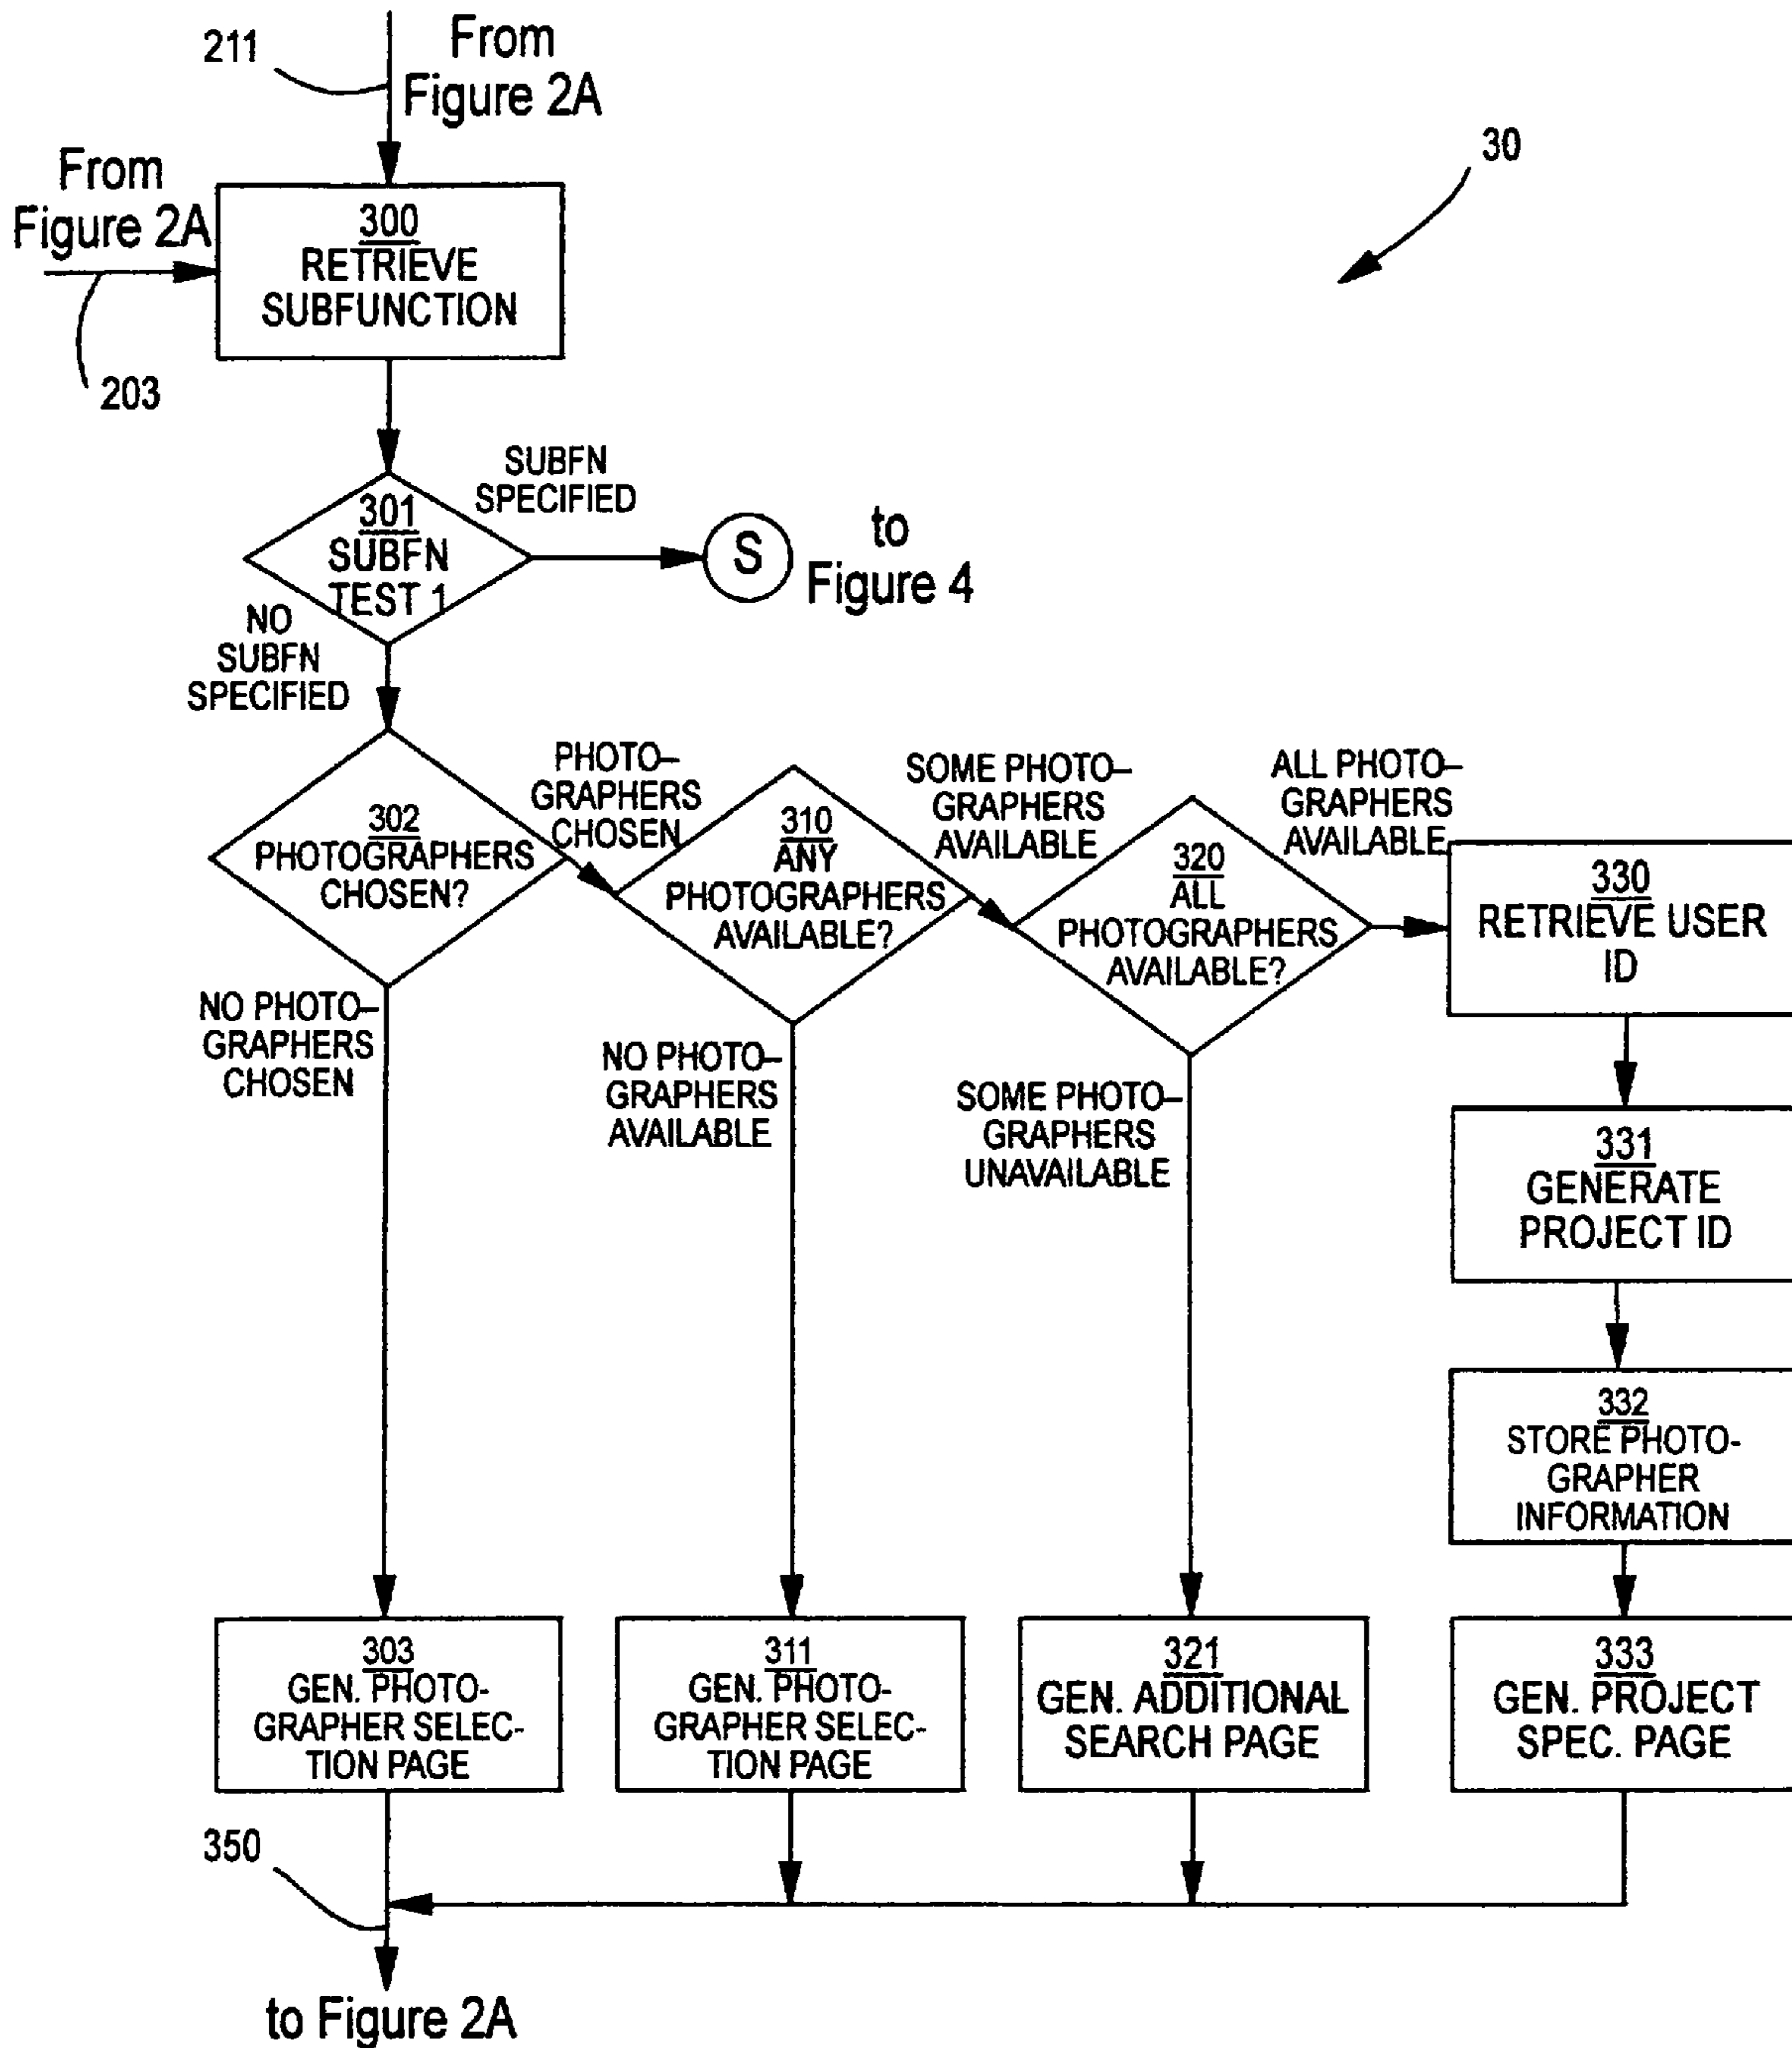 211
From
Figure 2A
30
From
Figure 2A
300
RETRIEVE
SUBFUNCTION
203
SUBFN
SPECIFIED
301
SUBFN
TEST 1
S
to
Figure 4
NO
SUBFN
SPECIFIED
PHOTO–
GRAPHERS
CHOSEN
SOME PHOTO–
GRAPHERS
AVAILABLE
ALL PHOTO–
GRAPHERS
AVAILABLE
302
PHOTOGRAPHERS
CHOSEN?
310
ANY
PHOTOGRAPHERS
AVAILABLE?
320
ALL
PHOTOGRAPHERS
AVAILABLE?
330
RETRIEVE USER
ID
NO PHOTO–
GRAPHERS
CHOSEN
NO PHOTO–
GRAPHERS
AVAILABLE
SOME PHOTO–
GRAPHERS
UNAVAILABLE
331
GENERATE
PROJECT ID
332
STORE PHOTO-
GRAPHER
INFORMATION
303
GEN. PHOTO-
GRAPHER SELEC-
TION PAGE
311
GEN. PHOTO-
GRAPHER SELEC-
TION PAGE
321
GEN. ADDITIONAL
SEARCH PAGE
333
GEN. PROJECT
SPEC. PAGE
350
to Figure 2A